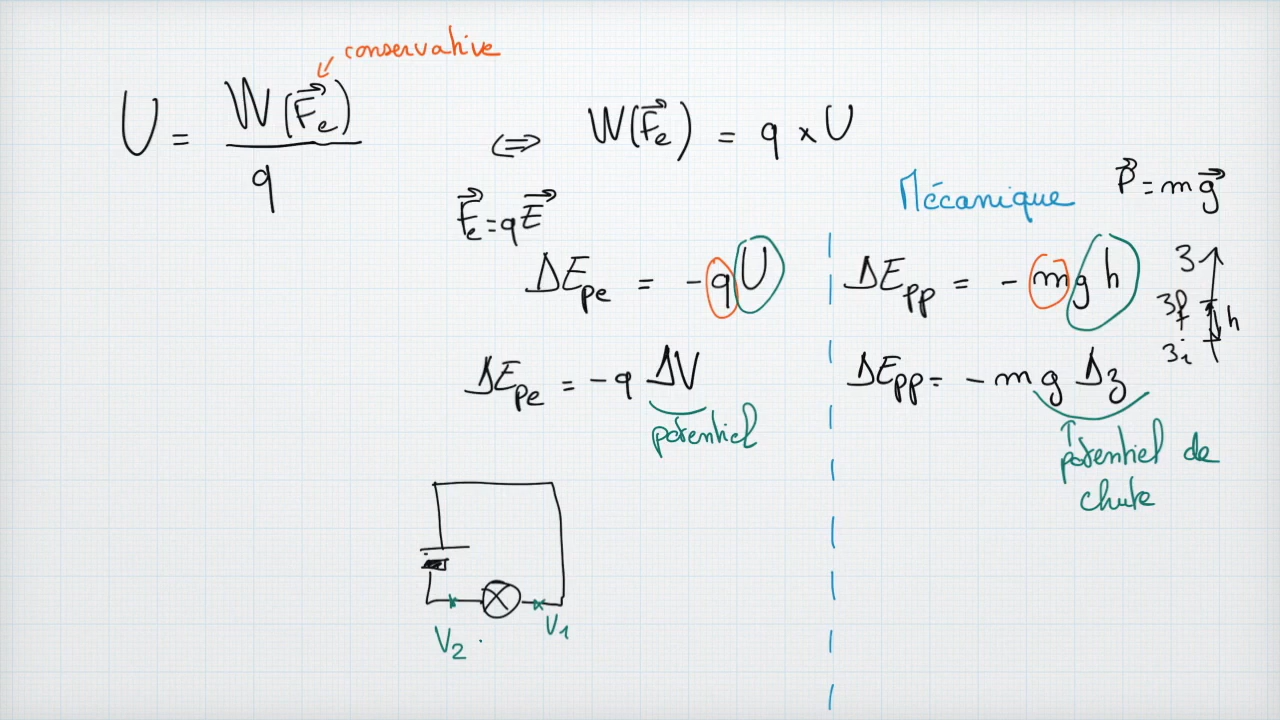 conservative
U = W(F⃗e) / q ⇔ W(F⃗e) = q × U
F⃗e = qE⃗
ΔEpe = - qU
ΔEpe = - q ΔV
potentiel
V2
V1
Mécanique
P⃗ = mg⃗
ΔEpp = - mgh
z
zf
h
zi
ΔEpp = - mg Δz
potentiel de
chute